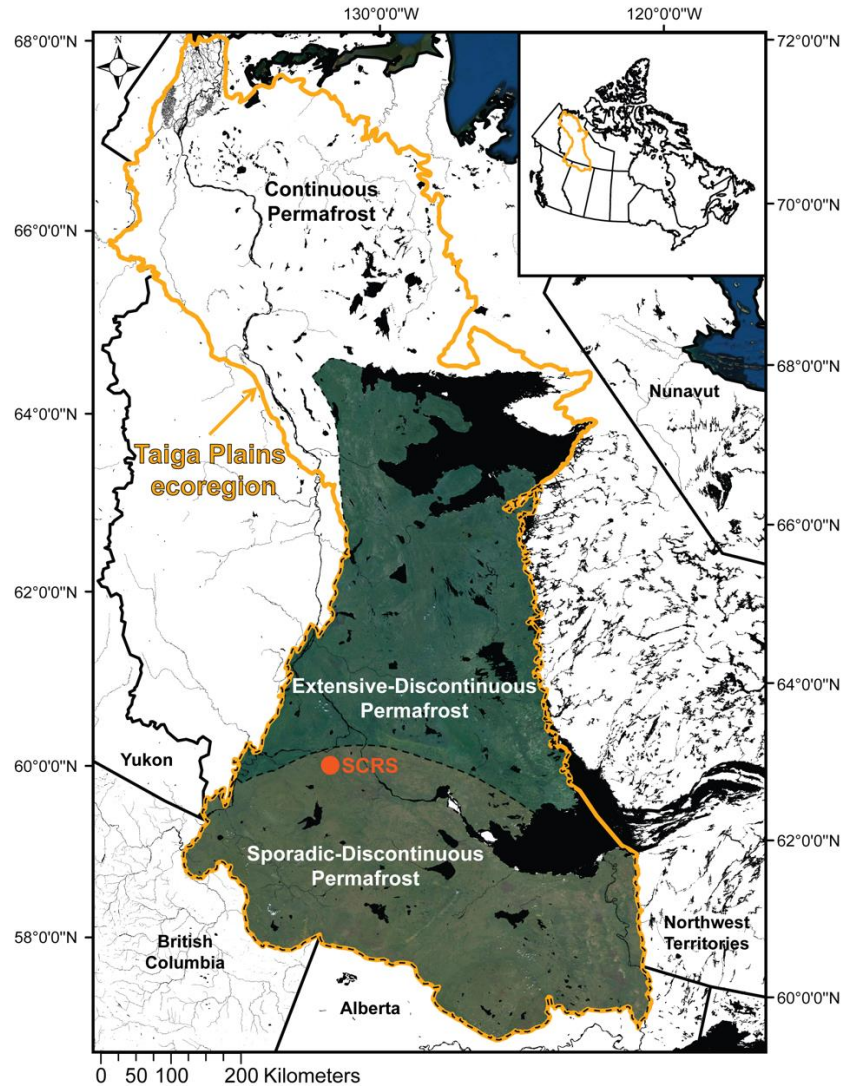 130°0'0"W
120°0'0"W
68°0'0"N
72°0'0"N
N
Continuous
Permafrost
70°0'0"N
66°0'0"N
68°0'0"N
Nunavut
64°0'0"N
Taiga Plains
ecoregion
66°0'0"N
62°0'0"N
64°0'0"N
Extensive-Discontinuous
Permafrost
Yukon
60°0'0"N
SCRS
62°0'0"N
Sporadic-Discontinuous
Permafrost
58°0'0"N
British
Columbia
Northwest
Territories
Alberta
60°0'0"N
0 50 100 200 Kilometers